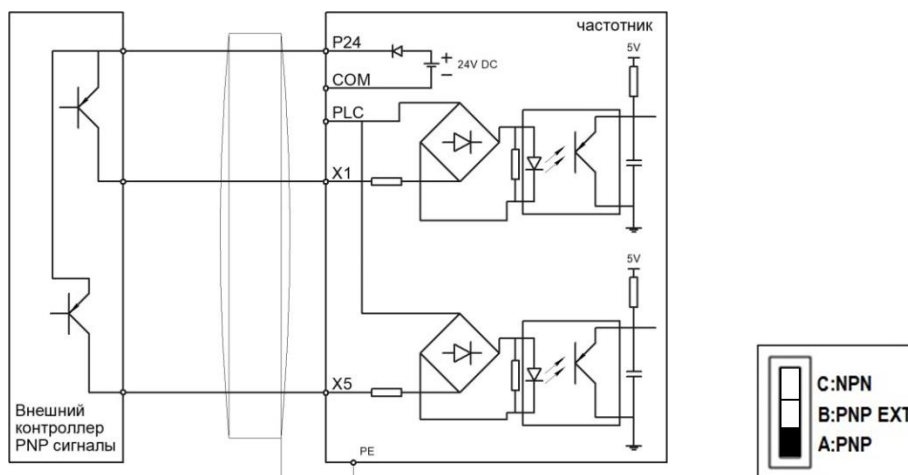 частотник
P24
24V DC
COM
PLC
X1
5V
5V
X5
PE
Внешний
контроллер
PNP сигналы
C:NPN
B:PNP EXT
A:PNP